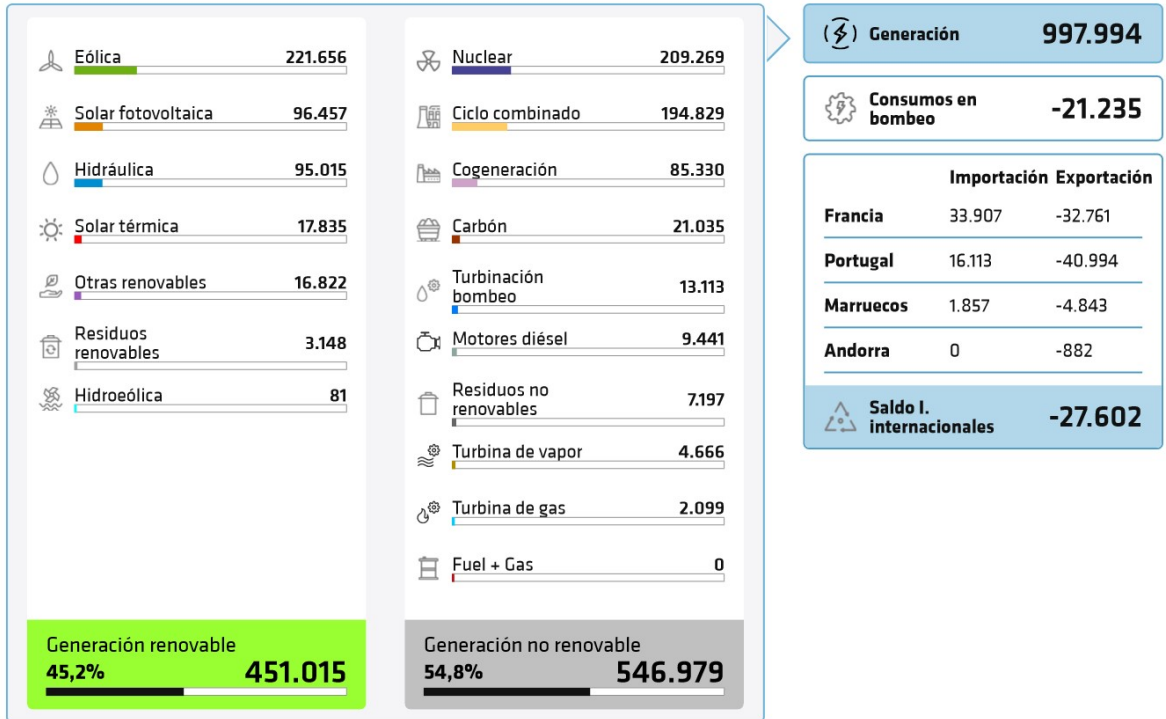 Eólica 221.656
Solar fotovoltaica 96.457
Hidráulica 95.015
Solar térmica 17.835
Otras renovables 16.822
Residuos
renovables 3.148
Hidroeólica 81
Generación renovable
45,2% 451.015
Nuclear 209.269
Ciclo combinado 194.829
Cogeneración 85.330
Carbón 21.035
Turbinación
bombeo 13.113
Motores diésel 9.441
Residuos no
renovables 7.197
Turbina de vapor 4.666
Turbina de gas 2.099
Fuel + Gas 0
Generación no renovable
54,8% 546.979
Generación 997.994
Consumos en
bombeo -21.235
Importación Exportación
Francia 33.907 -32.761
Portugal 16.113 -40.994
Marruecos 1.857 -4.843
Andorra 0 -882
Saldo I.
internacionales -27.602